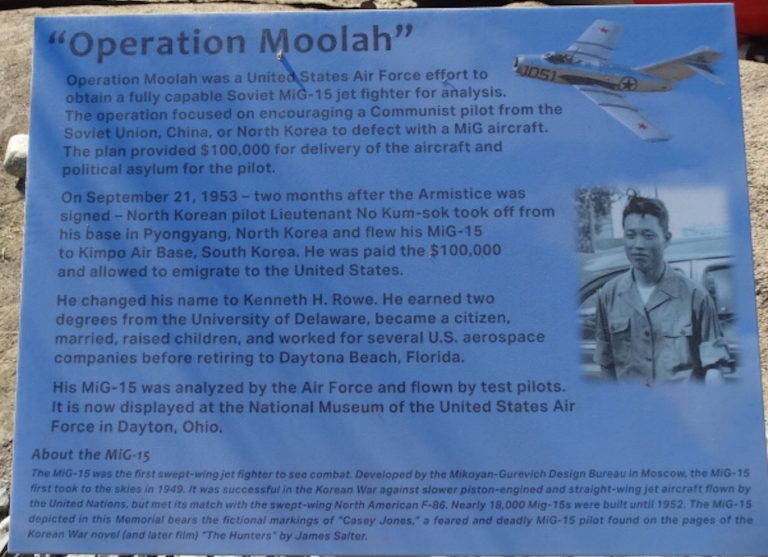 “Operation Moolah”
1051
Operation Moolah was a United States Air Force effort to
obtain a fully capable Soviet MiG-15 jet fighter for analysis.
The operation focused on encouraging a Communist pilot from the
Soviet Union, China, or North Korea to defect with a MiG aircraft.
The plan provided $100,000 for delivery of the aircraft and
political asylum for the pilot.
On September 21, 1953 – two months after the Armistice was
signed – North Korean pilot Lieutenant No Kum-sok took off from
his base in Pyongyang, North Korea and flew his MiG-15
to Kimpo Air Base, South Korea. He was paid the $100,000
and allowed to emigrate to the United States.
He changed his name to Kenneth H. Rowe. He earned two
degrees from the University of Delaware, became a citizen,
married, raised children, and worked for several U.S. aerospace
companies before retiring to Daytona Beach, Florida.
His MiG-15 was analyzed by the Air Force and flown by test pilots.
It is now displayed at the National Museum of the United States Air
Force in Dayton, Ohio.
About the MiG-15
The MiG-15 was the first swept-wing jet fighter to see combat. Developed by the Mikoyan-Gurevich Design Bureau in Moscow, the MiG-15
first took to the skies in 1949. It was successful in the Korean War against slower piston-engined and straight-wing jet aircraft flown by
the United Nations, but met its match with the swept-wing North American F-86. Nearly 18,000 Mig-15s were built until 1952. The MiG-15
depicted in this Memorial bears the fictional markings of "Casey Jones," a feared and deadly MiG-15 pilot found on the pages of the
Korean War novel (and later film) "The Hunters" by James Salter.